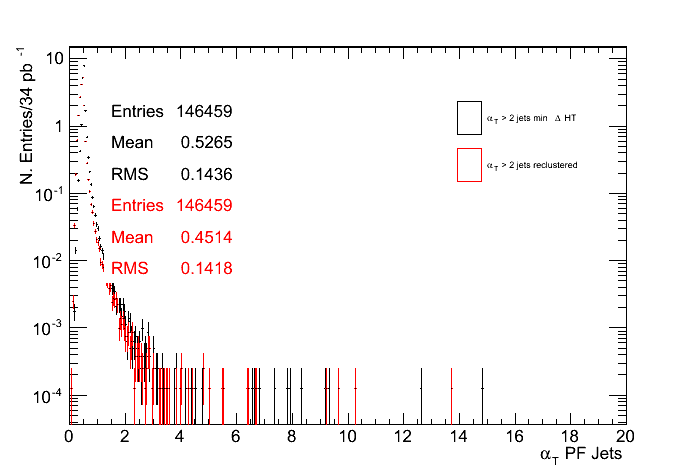 N. Entries/34 pb⁻¹
10
1
10⁻¹
10⁻²
10⁻³
10⁻⁴
Entries 146459
Mean 0.5265
RMS 0.1436
Entries 146459
Mean 0.4514
RMS 0.1418
α_T > 2 jets min Δ HT
α_T > 2 jets reclustered
0 2 4 6 8 10 12 14 16 18 20
α_T PF Jets